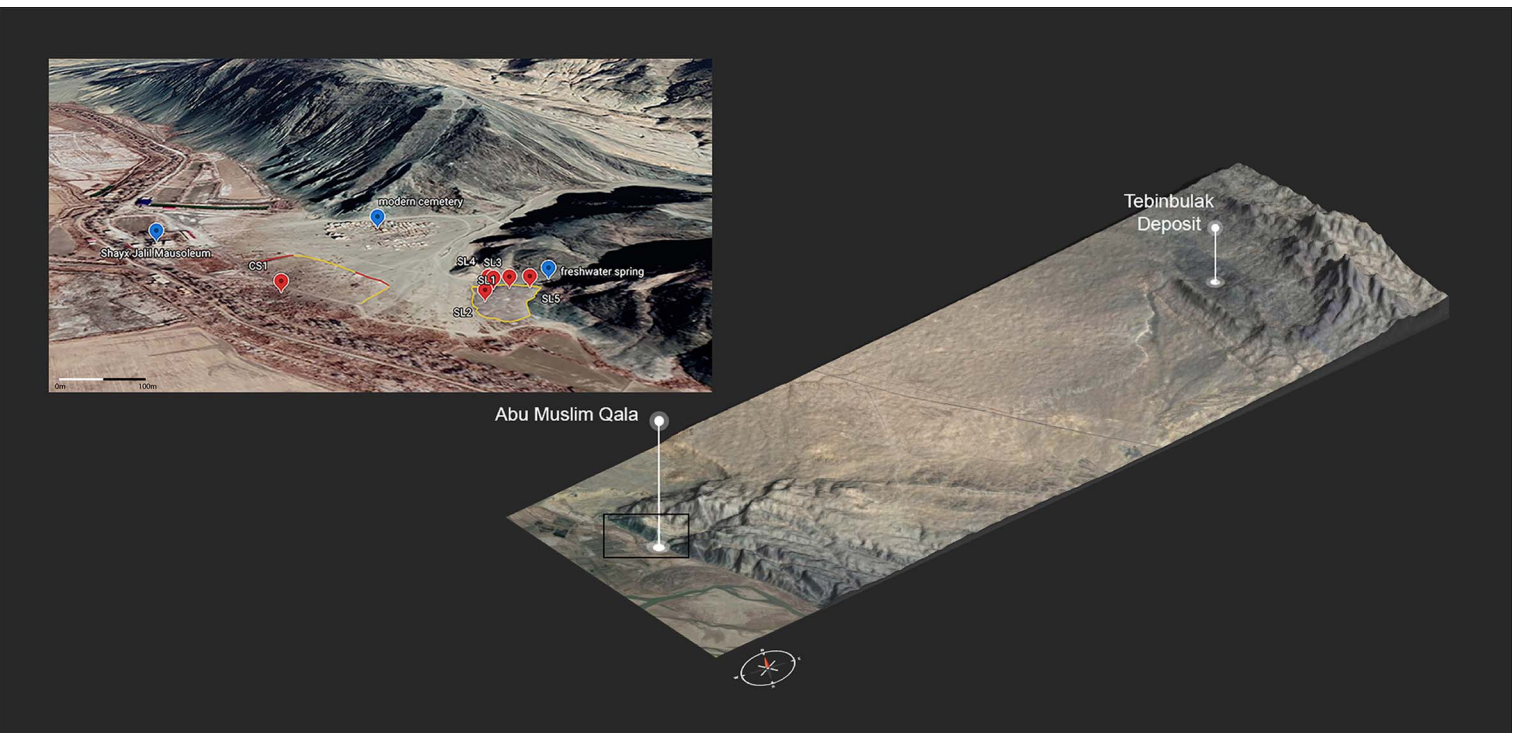 modern cemetery
Shayx Jalil Mausoleum
CS1
SL4
SL3
freshwater spring
SL1
SL5
SL2
0m
100m
Tebinbulak
Deposit
Abu Muslim Qala